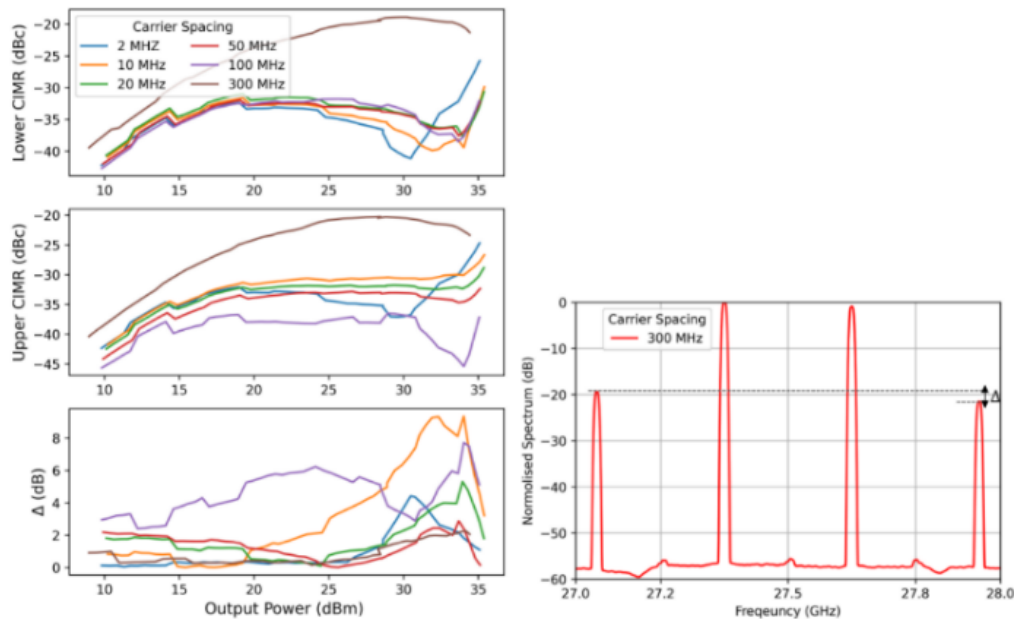 Lower CIMR (dBc)
−20
−25
−30
−35
−40
Carrier Spacing
2 MHZ
10 MHz
20 MHz
50 MHz
100 MHz
300 MHz
10 15 20 25 30 35
Upper CIMR (dBc)
−20
−25
−30
−35
−40
−45
10 15 20 25 30 35
Δ (dB)
8
6
4
2
0
10 15 20 25 30 35
Output Power (dBm)
Normalised Spectrum (dB)
0
−10
−20
−30
−40
−50
−60
Carrier Spacing
300 MHz
Δ
27.0 27.2 27.5 27.8 28.0
Freqeuncy (GHz)